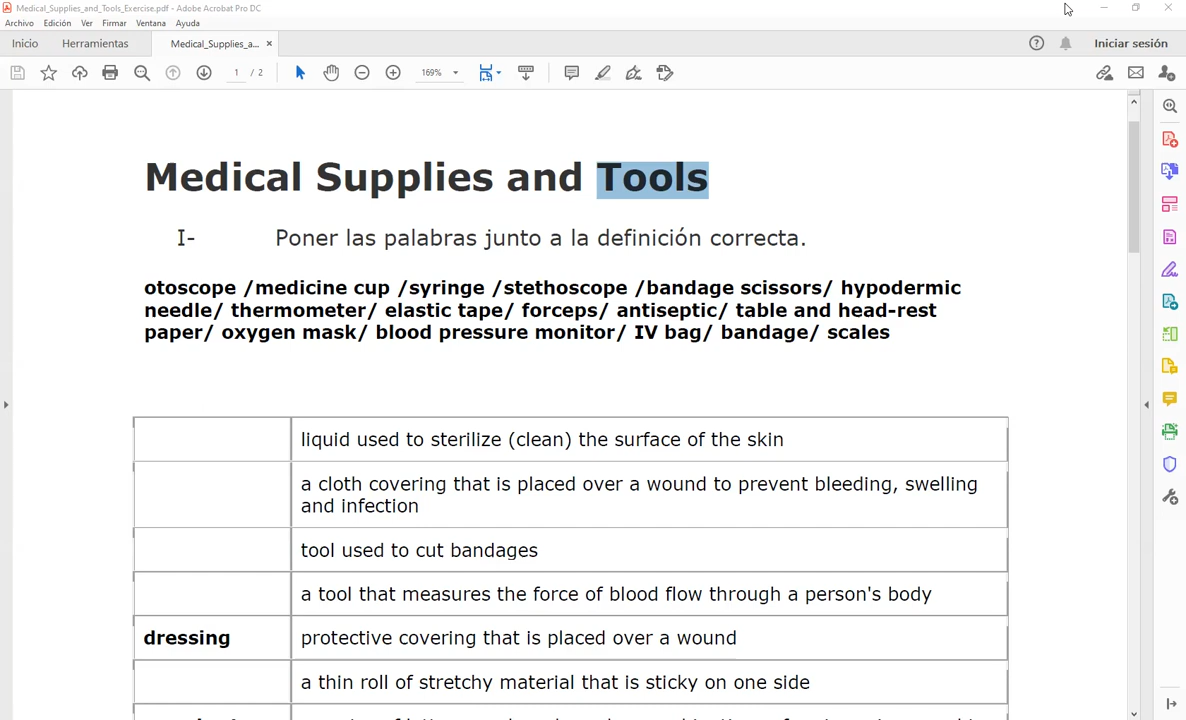 Medical_Supplies_and_Tools_Exercise.pdf - Adobe Acrobat Pro DC
Archivo Edición Ver Firmar Ventana Ayuda
Inicio Herramientas Medical_Supplies_a... × Iniciar sesión
1 / 2 169%
Medical Supplies and Tools
I- Poner las palabras junto a la definición correcta.
otoscope /medicine cup /syringe /stethoscope /bandage scissors/ hypodermic
needle/ thermometer/ elastic tape/ forceps/ antiseptic/ table and head-rest
paper/ oxygen mask/ blood pressure monitor/ IV bag/ bandage/ scales
liquid used to sterilize (clean) the surface of the skin
a cloth covering that is placed over a wound to prevent bleeding, swelling
and infection
tool used to cut bandages
a tool that measures the force of blood flow through a person's body
dressing protective covering that is placed over a wound
a thin roll of stretchy material that is sticky on one side